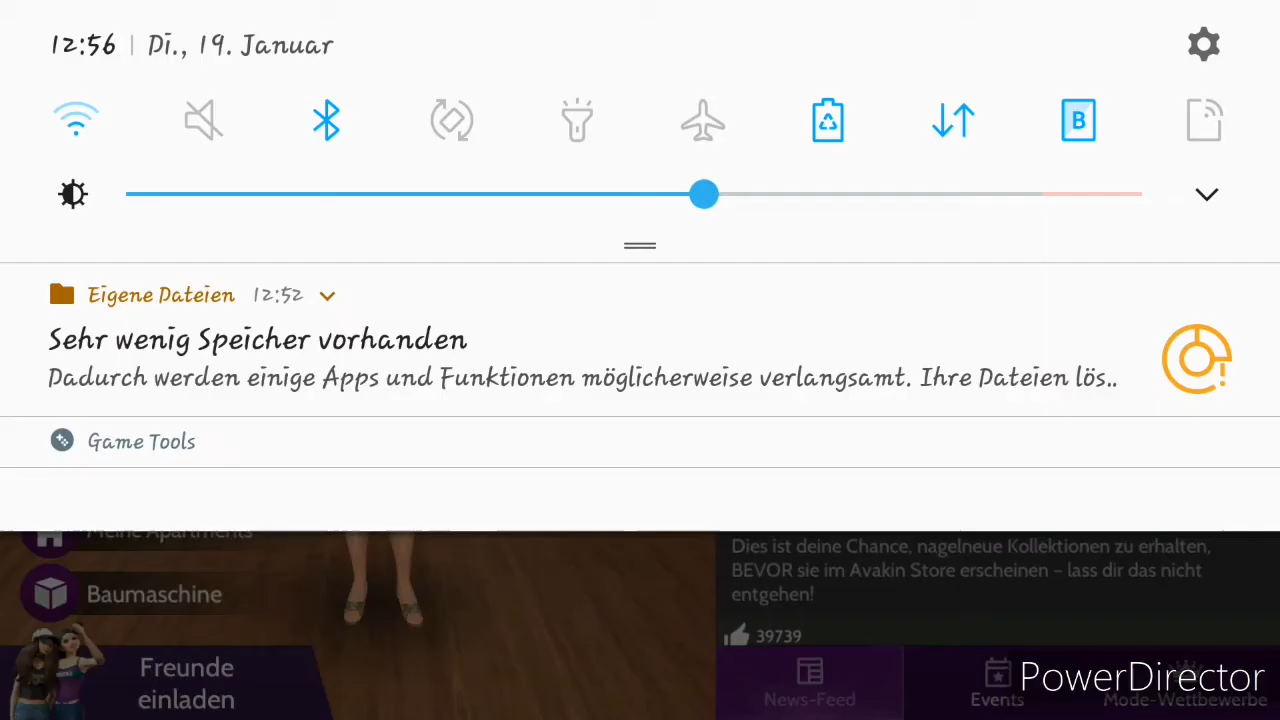 12:56 | Di., 19. Januar
B
Eigene Dateien 12:52
Sehr wenig Speicher vorhanden
Dadurch werden einige Apps und Funktionen möglicherweise verlangsamt. Ihre Dateien lös..
Game Tools
Meine Apartments
Baumaschine
Freunde
einladen
Dies ist deine Chance, nagelneue Kollektionen zu erhalten,
BEVOR sie im Avakin Store erscheinen – lass dir das nicht
entgehen!
39739
News-Feed
Events
Mode-Wettbewerbe
PowerDirector